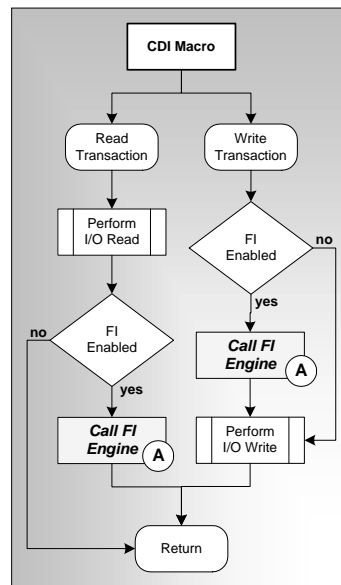 CDI Macro
Read
Transaction
Write
Transaction
Perform
I/O Read
FI
Enabled
no
yes
FI
Enabled
no
yes
Call FI
Engine
A
Call FI
Engine
A
Perform
I/O Write
Return